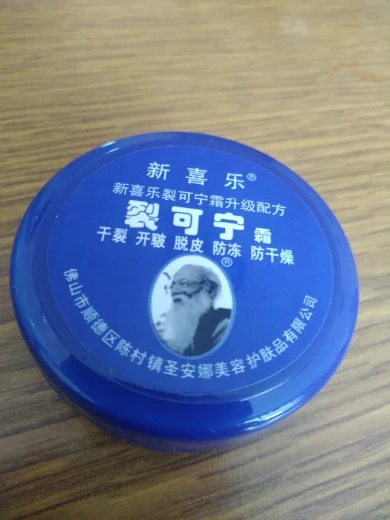 新喜乐®
新喜乐裂可宁霜升级配方
裂可宁霜
干裂 开皲 脱皮 防冻 防干燥
®
佛山市顺德区陈村镇圣安娜美容护肤品有限公司